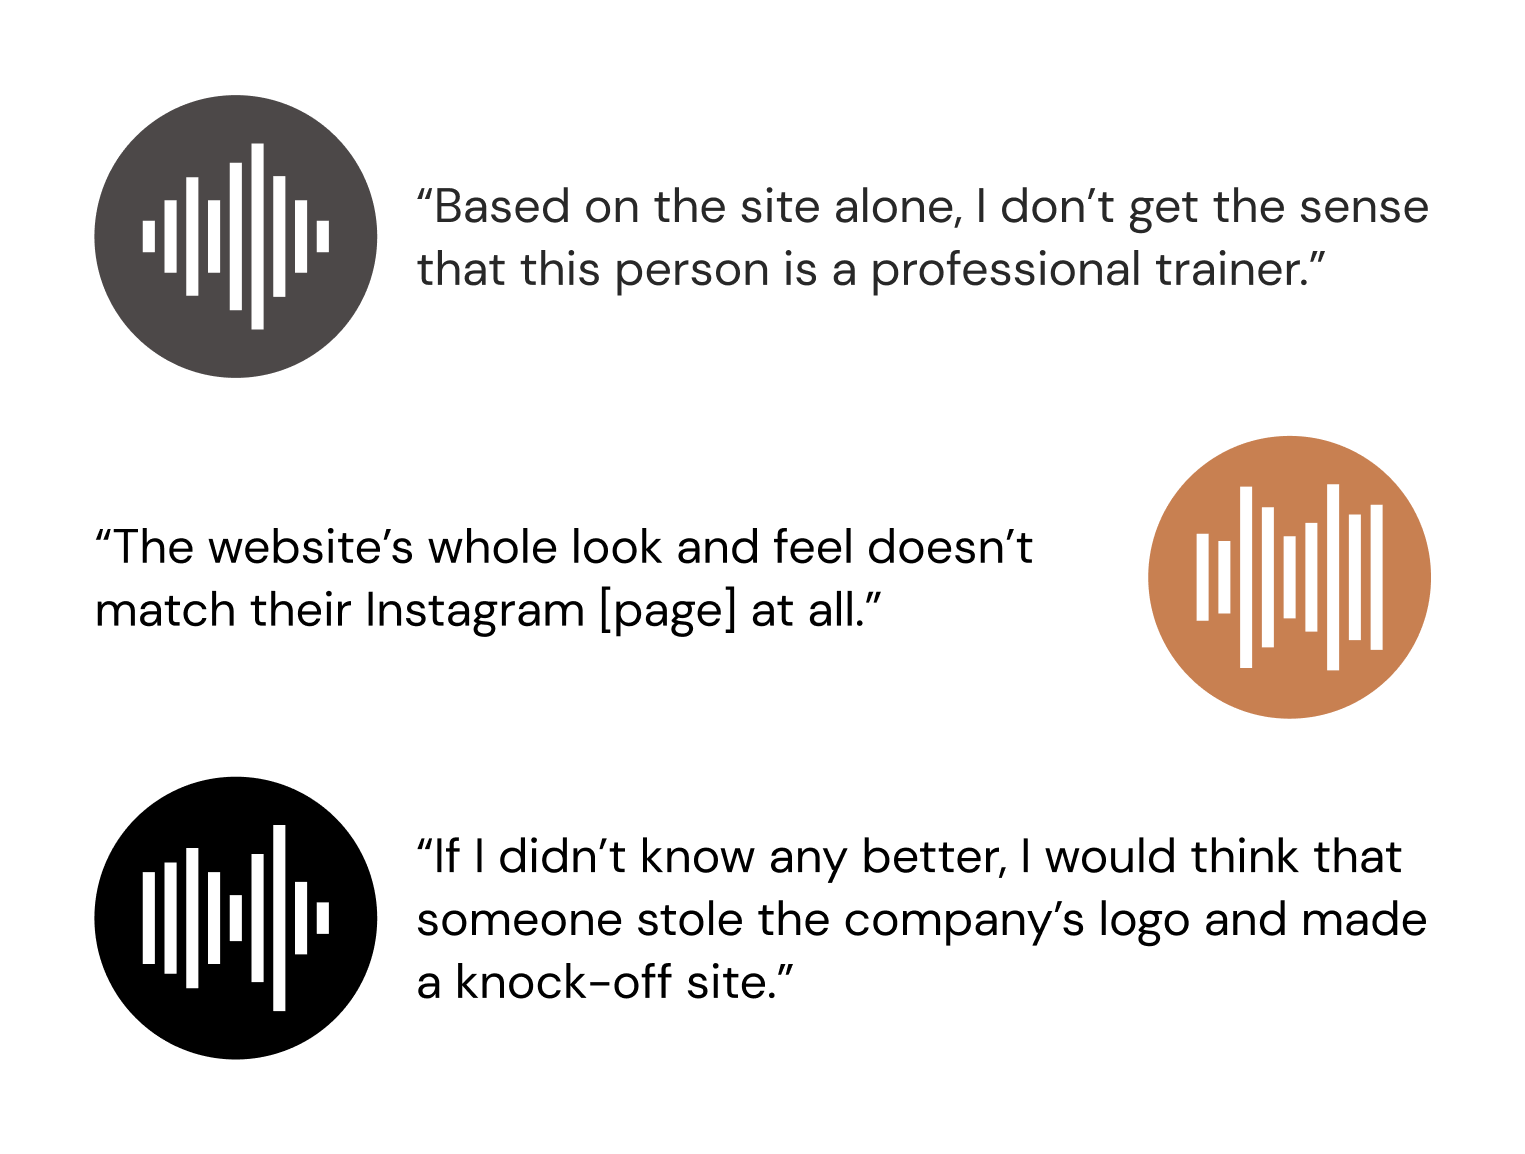 “Based on the site alone, I don’t get the sense
that this person is a professional trainer.”
“The website’s whole look and feel doesn’t
match their Instagram [page] at all.”
“If I didn’t know any better, I would think that
someone stole the company’s logo and made
a knock-off site.”